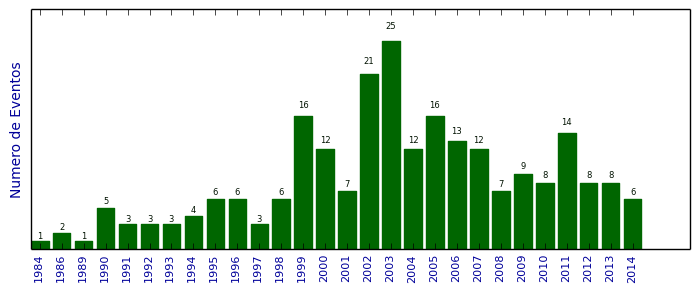 Numero de Eventos
1 2 1 5 3 3 3 4 6 6 3 6 16 12 7 21 25 12 16 13 12 7 9 8 14 8 8 6
1984 1986 1989 1990 1991 1992 1993 1994 1995 1996 1997 1998 1999 2000 2001 2002 2003 2004 2005 2006 2007 2008 2009 2010 2011 2012 2013 2014